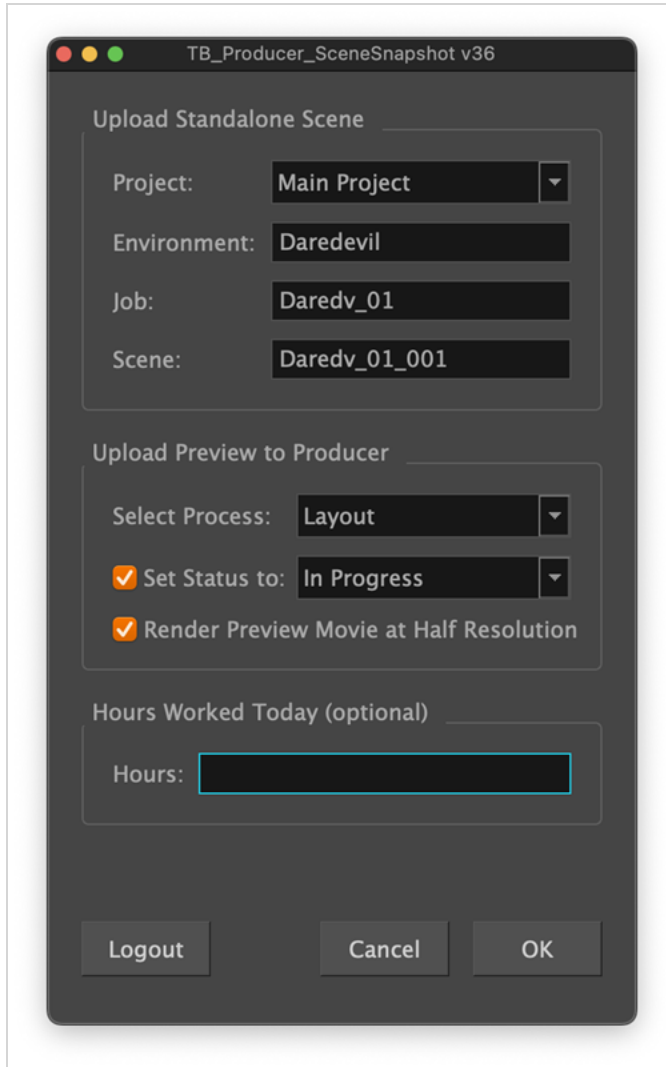 TB_Producer_SceneSnapshot v36
Upload Standalone Scene
Project: Main Project
Environment: Daredevil
Job: Daredv_01
Scene: Daredv_01_001
Upload Preview to Producer
Select Process: Layout
Set Status to: In Progress
Render Preview Movie at Half Resolution
Hours Worked Today (optional)
Hours:
Logout Cancel OK